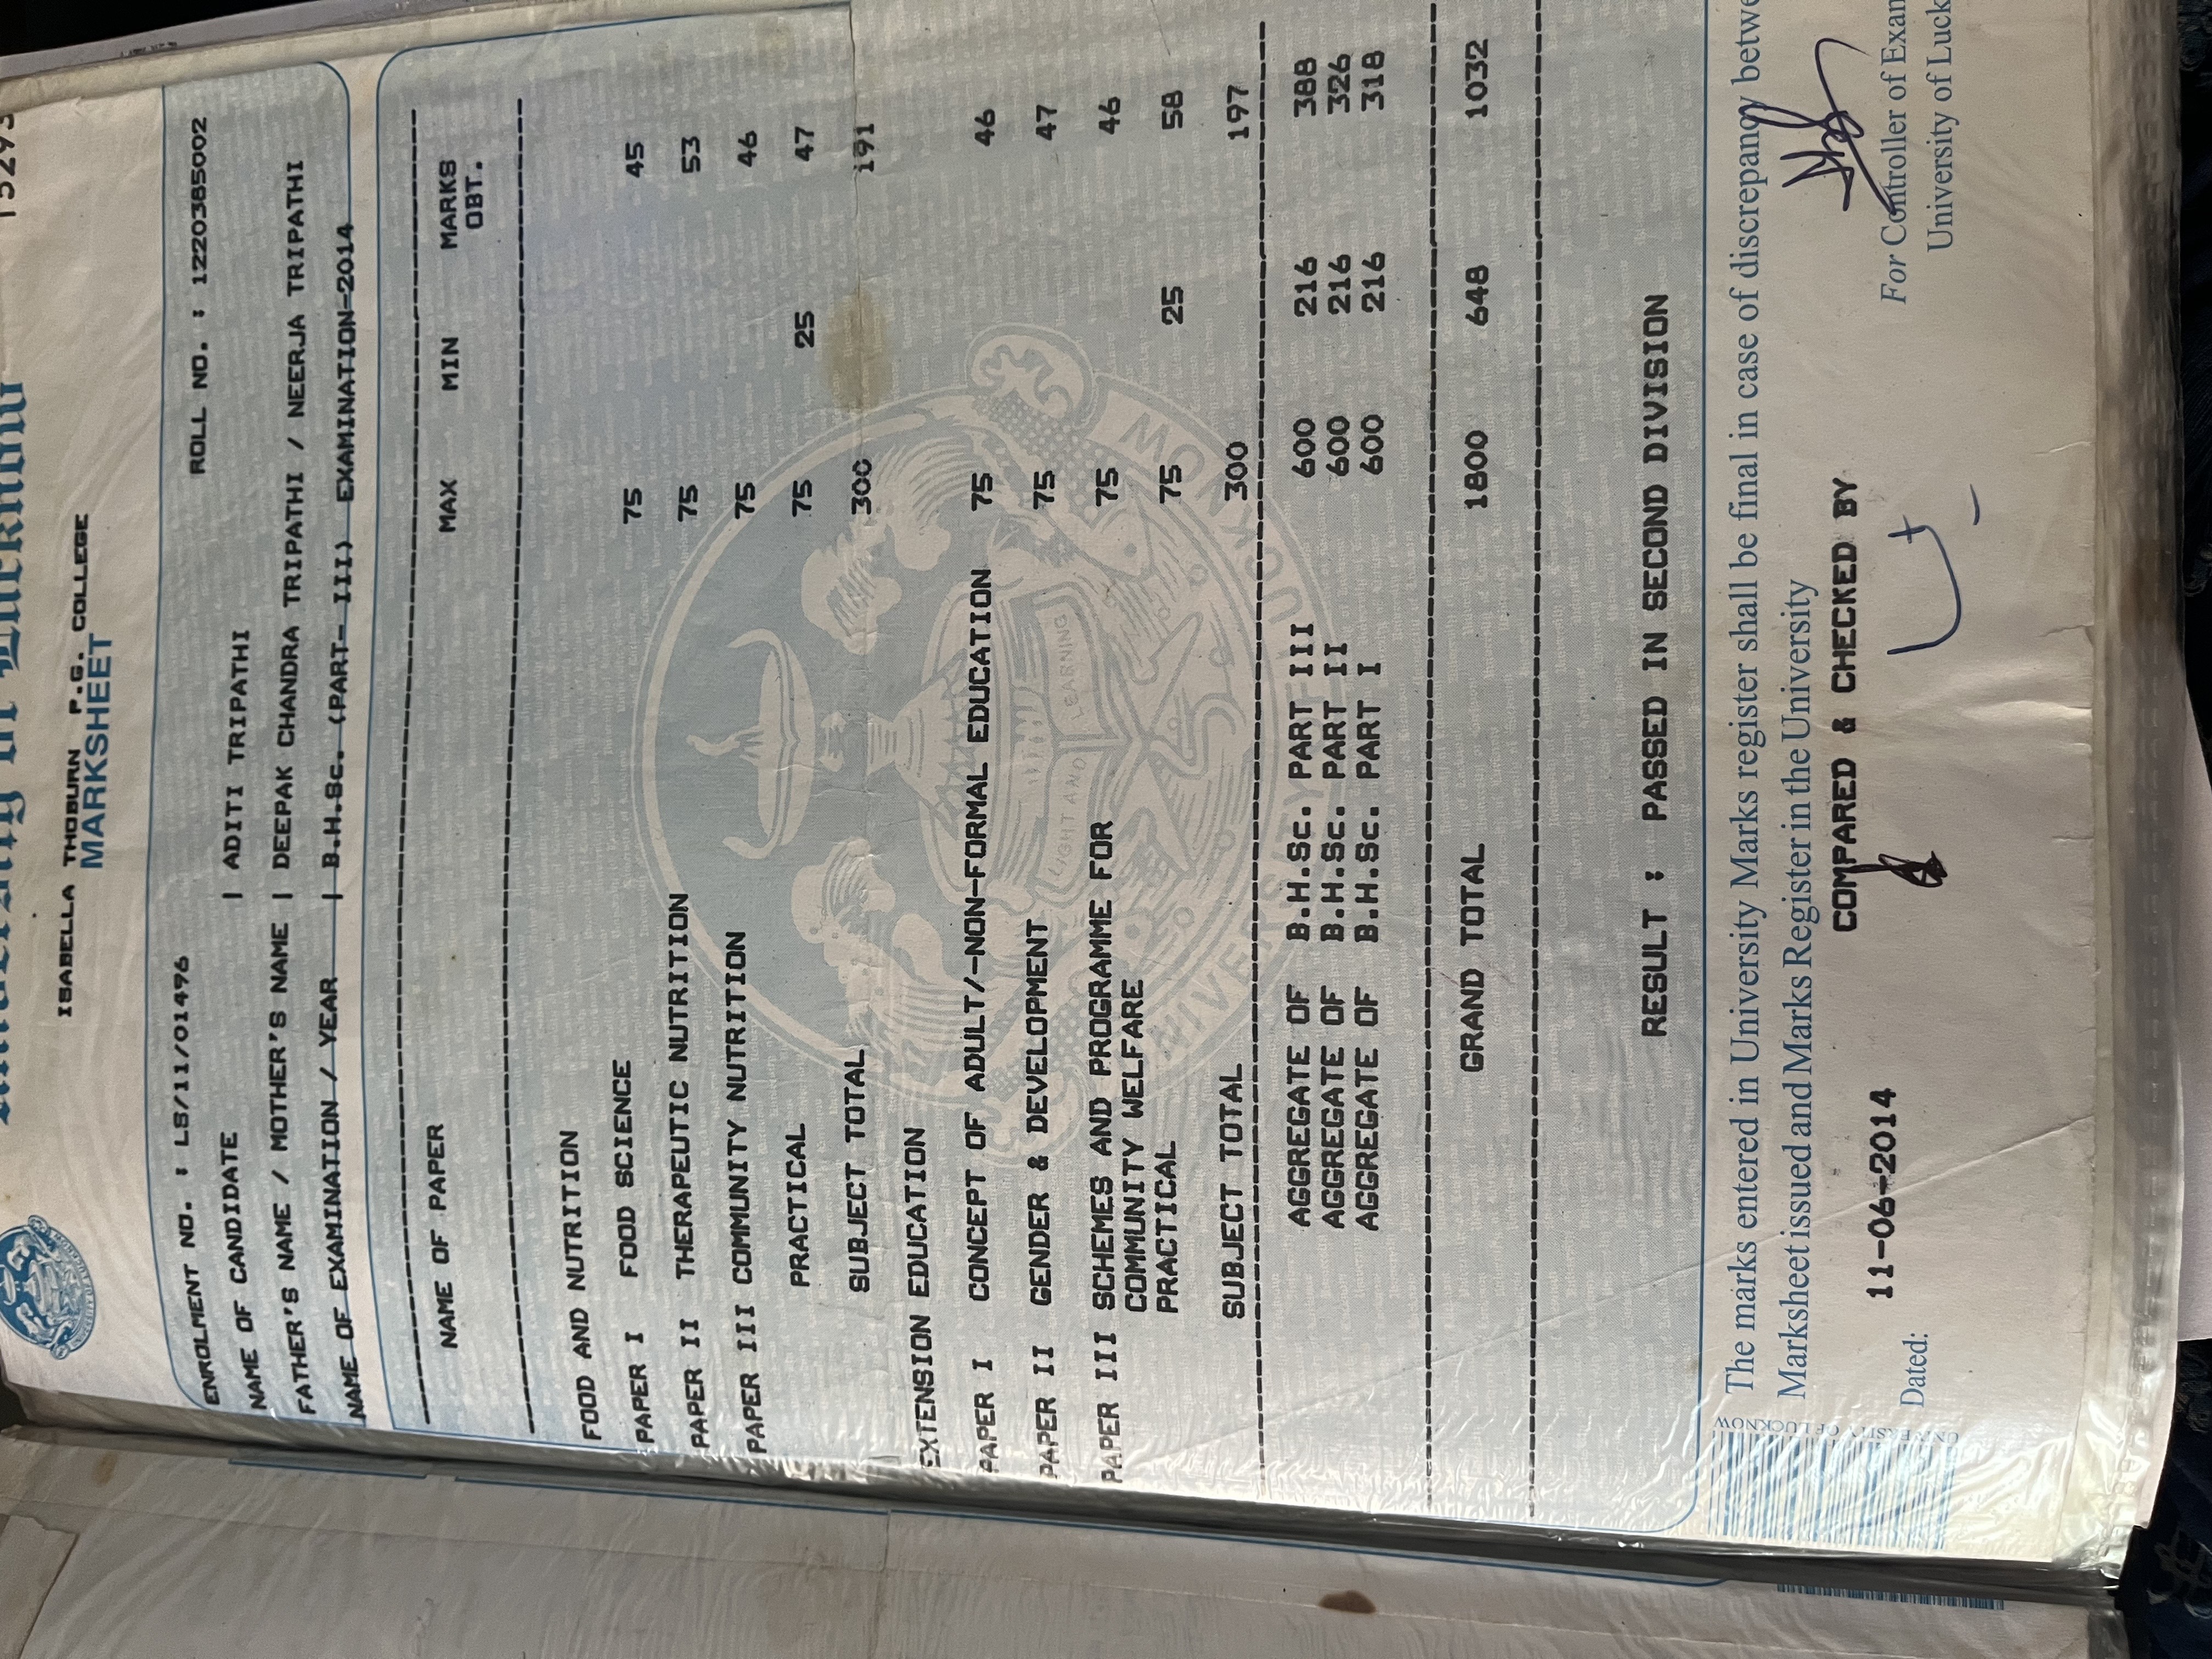 University of Lucknow
ISABELLA THOBURN P.G. COLLEGE
MARKSHEET
ENROLMENT NO. : LS/11/01496 ROLL NO. : 1220385002
NAME OF CANDIDATE | ADITI TRIPATHI
FATHER'S NAME / MOTHER'S NAME | DEEPAK CHANDRA TRIPATHI / NEERJA TRIPATHI
NAME OF EXAMINATION / YEAR | B.H.Sc. (PART- III) EXAMINATION-2014
NAME OF PAPER MAX MIN MARKS OBT.
FOOD AND NUTRITION
PAPER I FOOD SCIENCE 75 45
PAPER II THERAPEUTIC NUTRITION 75 53
PAPER III COMMUNITY NUTRITION 75 46
PRACTICAL 75 25 47
SUBJECT TOTAL 300 191
EXTENSION EDUCATION
PAPER I CONCEPT OF ADULT/-NON-FORMAL EDUCATION 75 46
PAPER II GENDER & DEVELOPMENT 75 47
PAPER III SCHEMES AND PROGRAMME FOR 75 46
COMMUNITY WELFARE
PRACTICAL 75 25 58
SUBJECT TOTAL 300 197
AGGREGATE OF B.H.Sc. PART III 600 216 388
AGGREGATE OF B.H.Sc. PART II 600 216 326
AGGREGATE OF B.H.Sc. PART I 600 216 318
GRAND TOTAL 1800 648 1032
RESULT : PASSED IN SECOND DIVISION
LIGHT AND LEARNING
LUCKNOW UNIVERSITY
The marks entered in University Marks register shall be final in case of discrepancy betwe
Marksheet issued and Marks Register in the University
COMPARED & CHECKED BY
Dated: 11-06-2014
For Controller of Exam
University of Luck
UNIVERSITY OF LUCKNOW